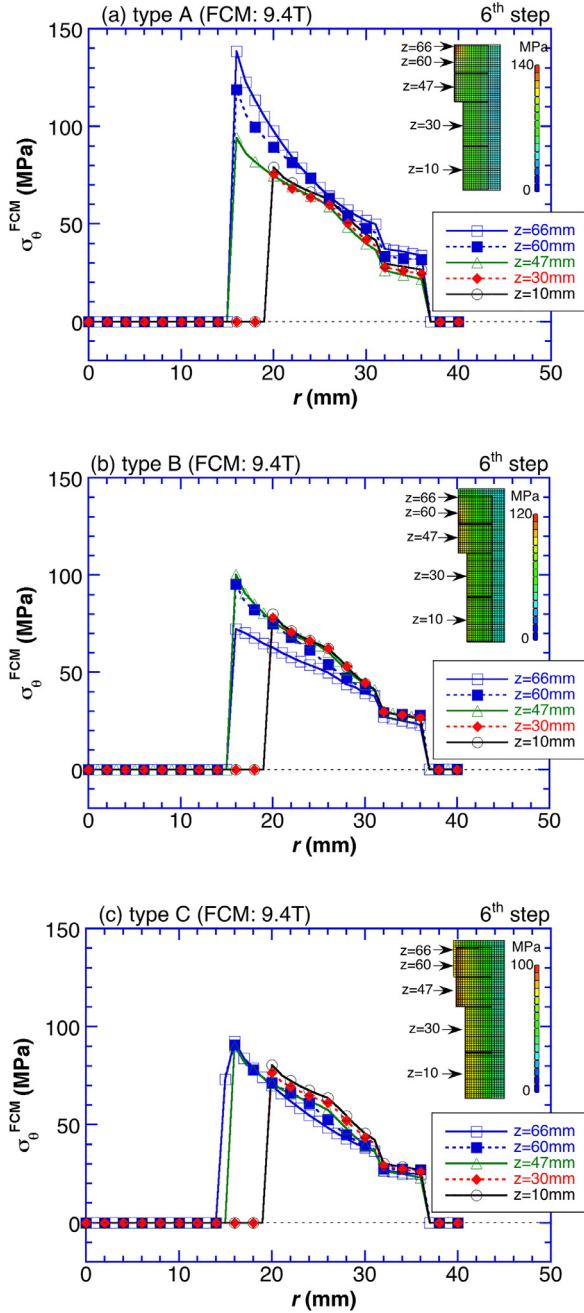 (a) type A (FCM: 9.4T) 6th step
150
100
50
0
σθFCM (MPa)
z=66
z=60
z=47
z=30
z=10
MPa
140
0
z=66mm
z=60mm
z=47mm
z=30mm
z=10mm
0 10 20 30 40 50
r (mm)
(b) type B (FCM: 9.4T) 6th step
150
100
50
0
σθFCM (MPa)
z=66
z=60
z=47
z=30
z=10
MPa
120
0
z=66mm
z=60mm
z=47mm
z=30mm
z=10mm
0 10 20 30 40 50
r (mm)
(c) type C (FCM: 9.4T) 6th step
150
100
50
0
σθFCM (MPa)
z=66
z=60
z=47
z=30
z=10
MPa
100
0
z=66mm
z=60mm
z=47mm
z=30mm
z=10mm
0 10 20 30 40 50
r (mm)